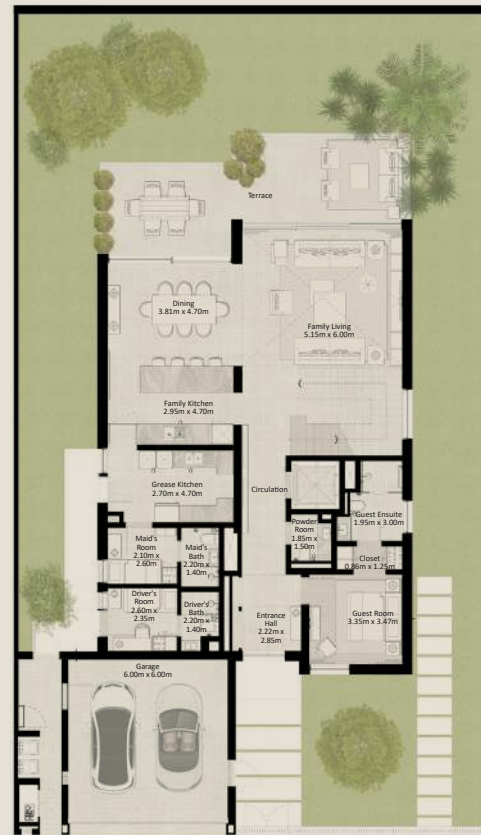 Terrace
Dining
3.81m x 4.70m
Family Living
5.15m x 6.00m
Family Kitchen
2.95m x 4.70m
Grease Kitchen
2.70m x 4.70m
Circulation
Guest Ensuite
1.95m x 3.00m
Powder
Room
1.85m x
1.50m
Maid's
Room
2.10m x
2.60m
Maid's
Bath
2.20m x
1.40m
Closet
0.86m x 1.25m
Driver's
Room
2.60m x
2.35m
Driver's
Bath
2.20m x
1.40m
Entrance
Hall
2.22m x
2.85m
Guest Room
3.35m x 3.47m
Garage
6.00m x 6.00m